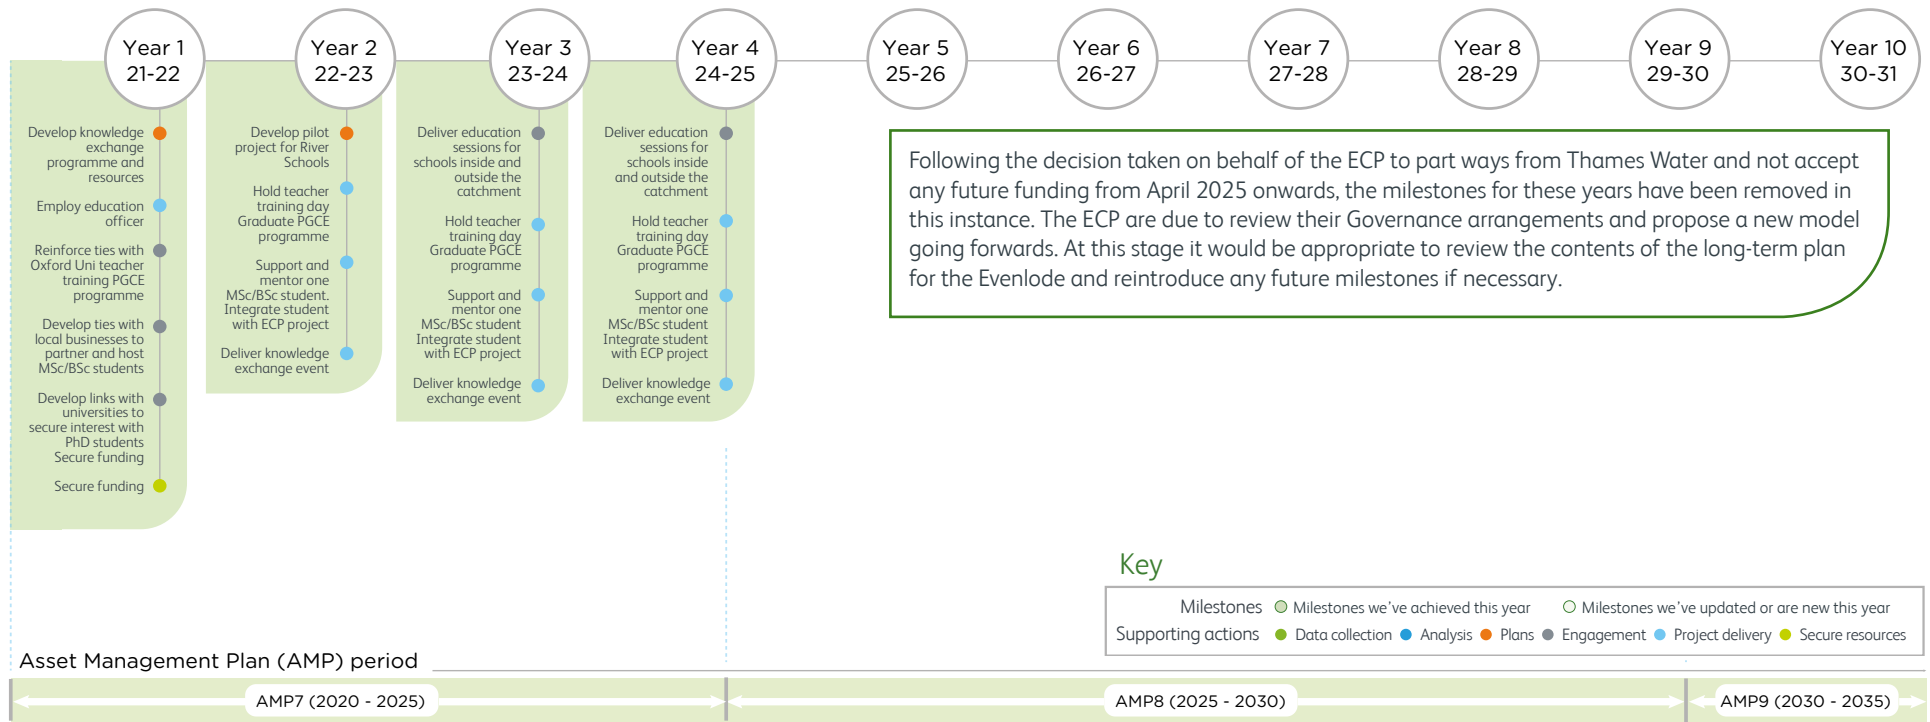 Year 1
21-22
Year 2
22-23
Year 3
23-24
Year 4
24-25
Year 5
25-26
Year 6
26-27
Year 7
27-28
Year 8
28-29
Year 9
29-30
Year 10
30-31
Develop knowledge
exchange
programme and
resources
Employ education
officer
Reinforce ties with
Oxford Uni teacher
training PGCE
programme
Develop ties with
local businesses to
partner and host
MSc/BSc students
Develop links with
universities to
secure interest with
PhD students
Secure funding
Secure funding
Develop pilot
project for River
Schools
Hold teacher
training day
Graduate PGCE
programme
Support and
mentor one
MSc/BSc student.
Integrate student
with ECP project
Deliver knowledge
exchange event
Deliver education
sessions for
schools inside and
outside the
catchment
Hold teacher
training day
Graduate PGCE
programme
Support and
mentor one
MSc/BSc student
Integrate student
with ECP project
Deliver knowledge
exchange event
Deliver education
sessions for
schools inside
and outside the
catchment
Hold teacher
training day
Graduate PGCE
programme
Support and
mentor one
MSc/BSc student
Integrate student
with ECP project
Deliver knowledge
exchange event
Following the decision taken on behalf of the ECP to part ways from Thames Water and not accept
any future funding from April 2025 onwards, the milestones for these years have been removed in
this instance. The ECP are due to review their Governance arrangements and propose a new model
going forwards. At this stage it would be appropriate to review the contents of the long-term plan
for the Evenlode and reintroduce any future milestones if necessary.
Key
Milestones Milestones we've achieved this year Milestones we've updated or are new this year
Supporting actions Data collection Analysis Plans Engagement Project delivery Secure resources
Asset Management Plan (AMP) period
AMP7 (2020 - 2025)
AMP8 (2025 - 2030)
AMP9 (2030 - 2035)